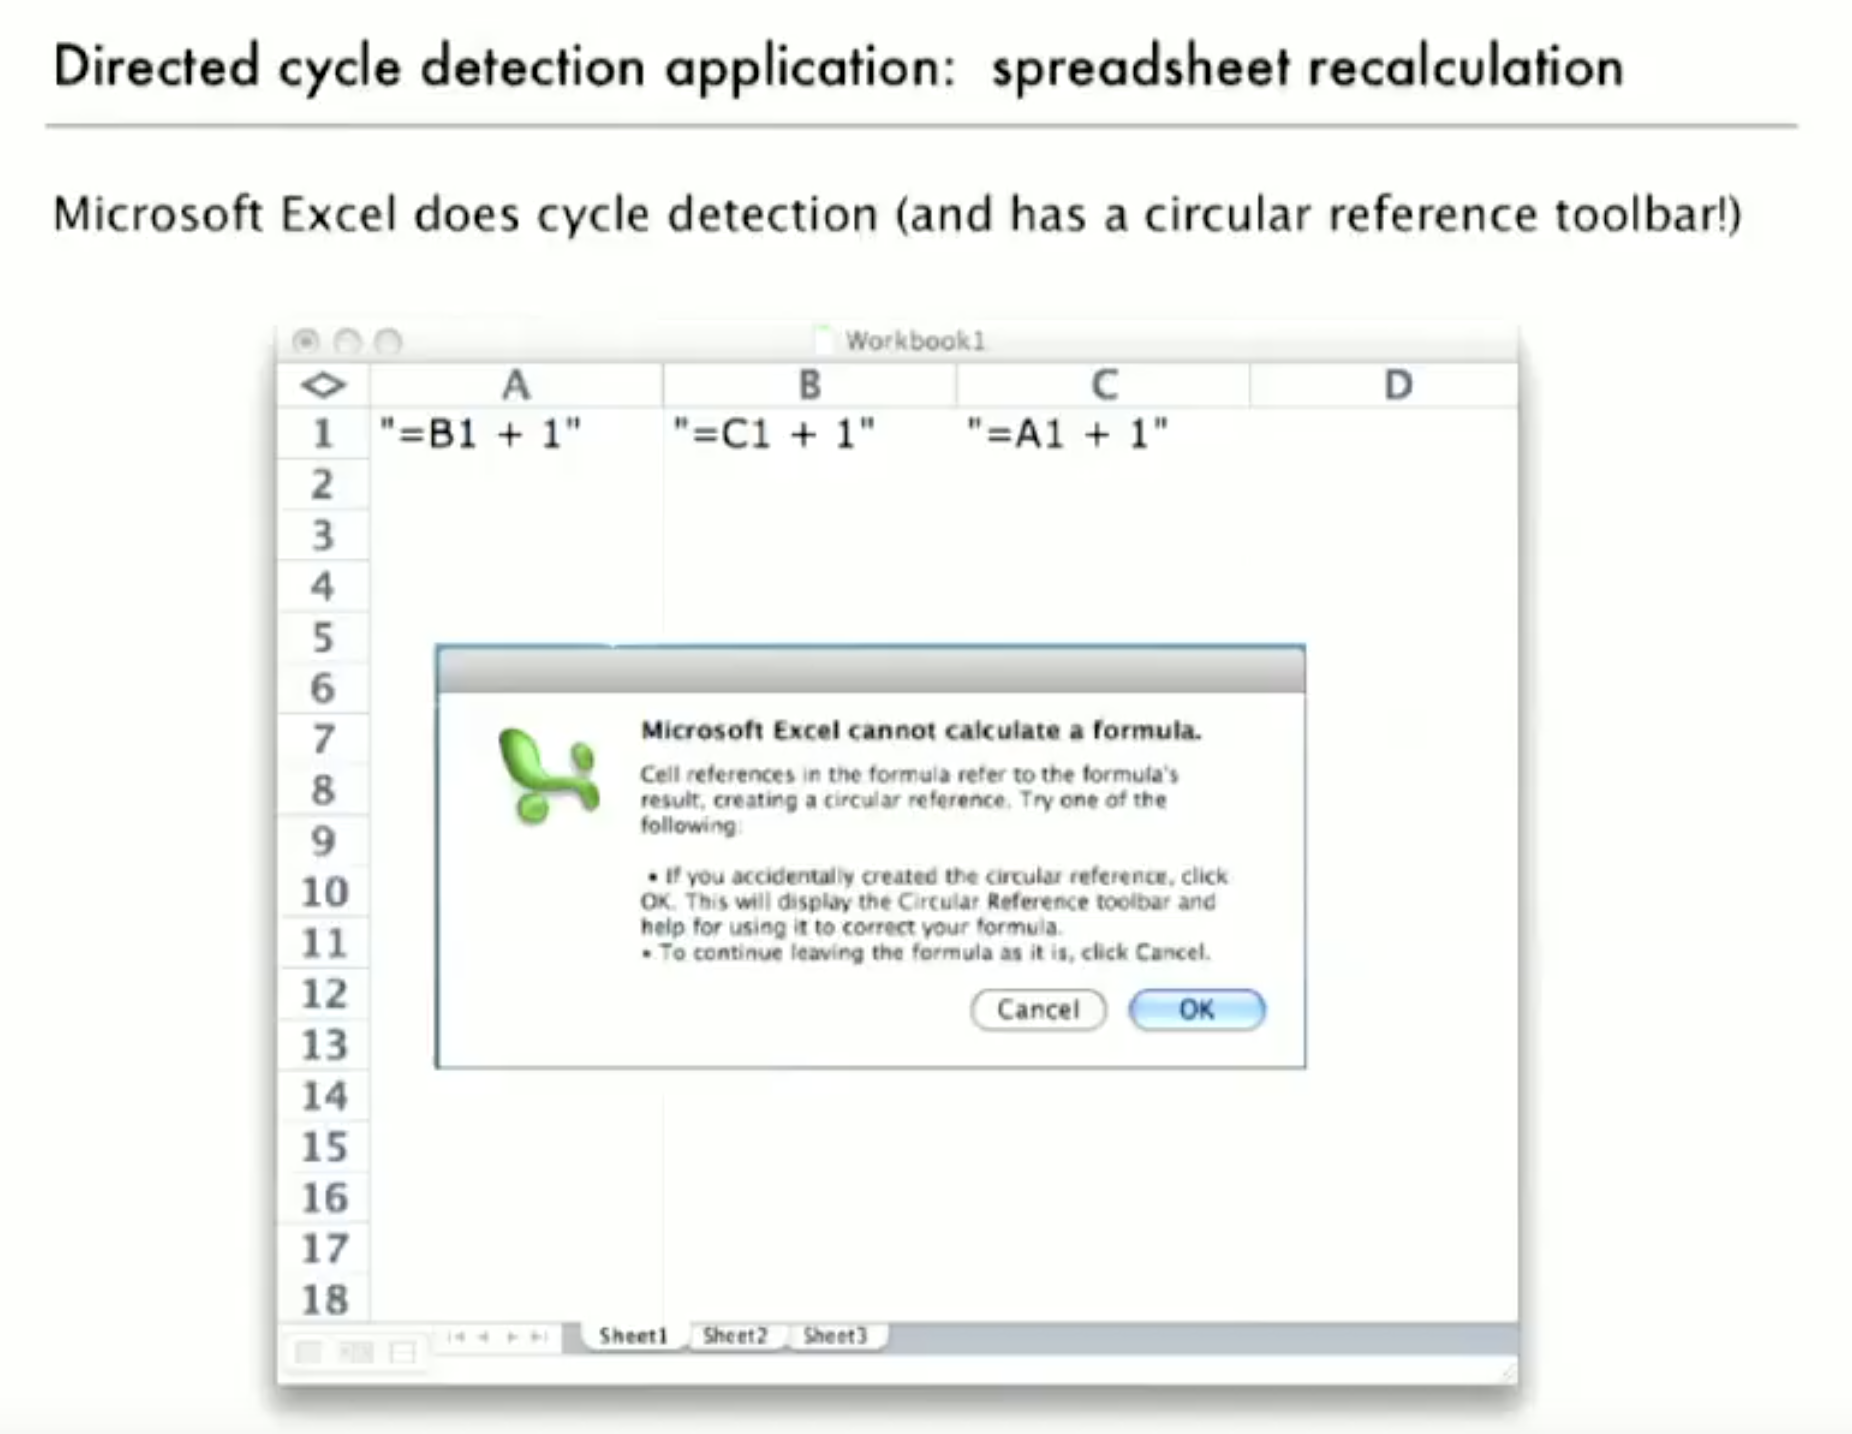 Directed cycle detection application: spreadsheet recalculation
Microsoft Excel does cycle detection (and has a circular reference toolbar!)
Workbook1
A B C D
1 "=B1 + 1" "=C1 + 1" "=A1 + 1"
2
3
4
5
6
7
8
9
10
11
12
13
14
15
16
17
18
Microsoft Excel cannot calculate a formula.
Cell references in the formula refer to the formula's
result, creating a circular reference. Try one of the
following:
• If you accidentally created the circular reference, click
OK. This will display the Circular Reference toolbar and
help for using it to correct your formula.
• To continue leaving the formula as it is, click Cancel.
Cancel OK
Sheet1 Sheet2 Sheet3